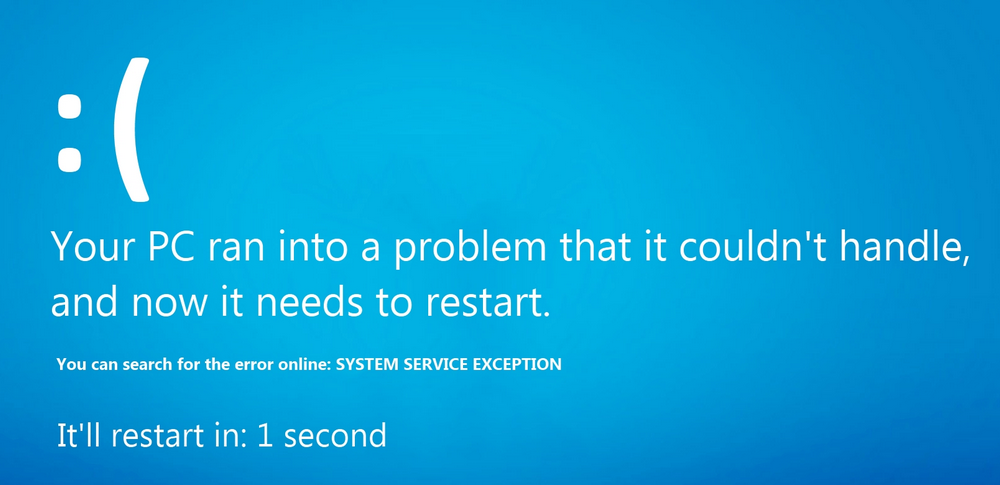 :(
Your PC ran into a problem that it couldn't handle,
and now it needs to restart.
You can search for the error online: SYSTEM SERVICE EXCEPTION
It'll restart in: 1 second